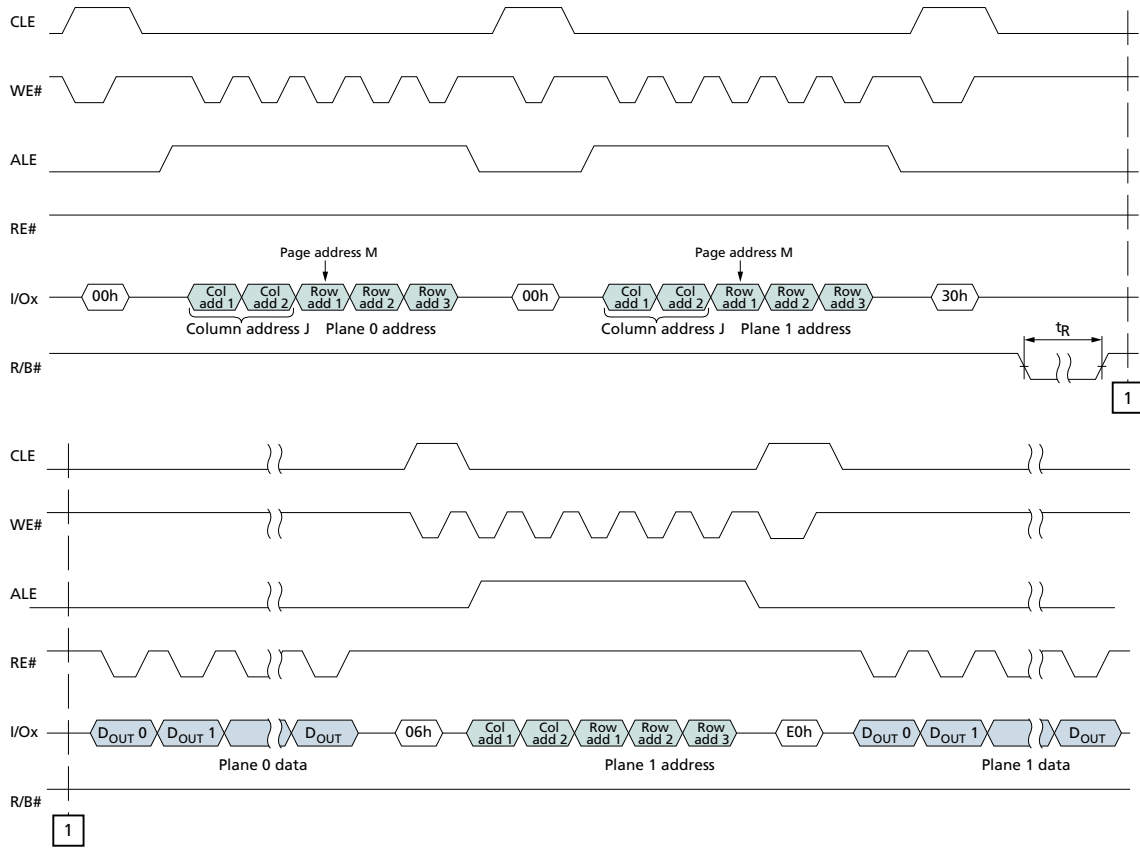 CLE
WE#
ALE
RE#
Page address M Page address M
I/Ox 00h Col add 1 Col add 2 Row add 1 Row add 2 Row add 3 00h Col add 1 Col add 2 Row add 1 Row add 2 Row add 3 30h
Column address J Plane 0 address Column address J Plane 1 address
tR
R/B#
1
CLE
WE#
ALE
RE#
I/Ox DOUT 0 DOUT 1 DOUT 06h Col add 1 Col add 2 Row add 1 Row add 2 Row add 3 E0h DOUT 0 DOUT 1 DOUT
Plane 0 data Plane 1 address Plane 1 data
R/B#
1